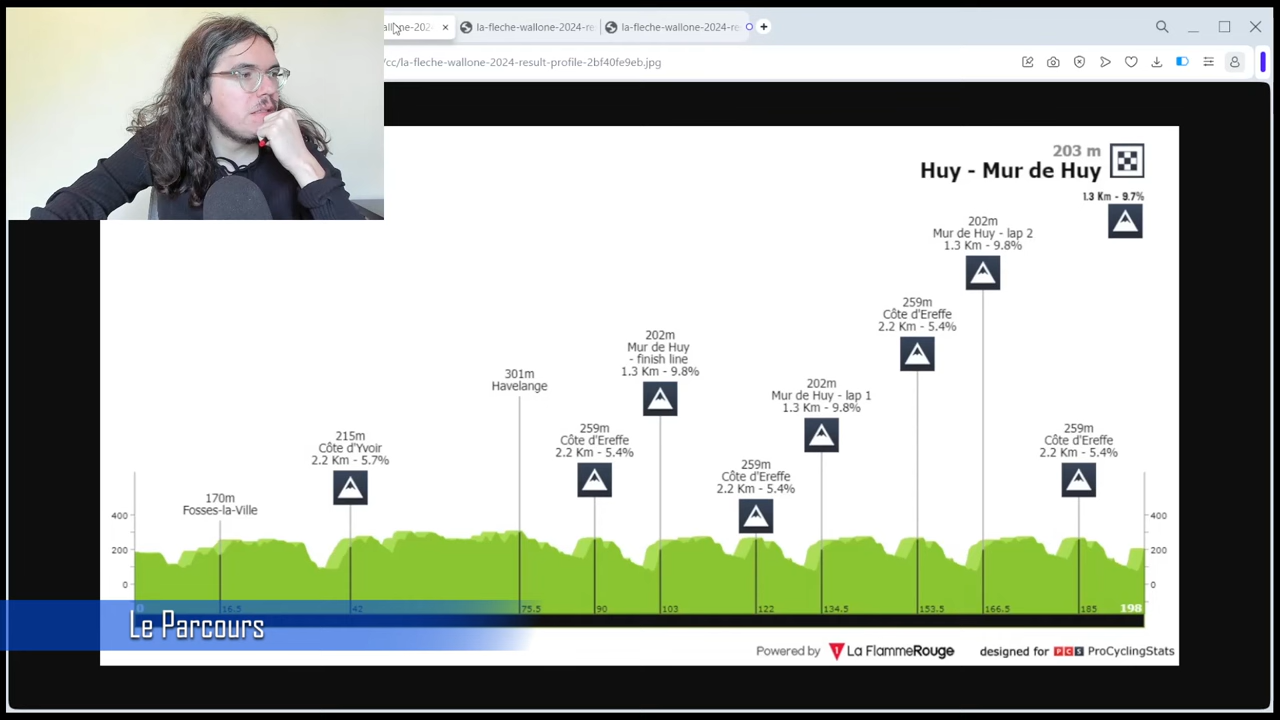 la-fleche-wallone-2024-re
la-fleche-wallone-2024-re
/cc/la-fleche-wallone-2024-result-profile-2bf40fe9eb.jpg
203 m
Huy - Mur de Huy
1.3 Km - 9.7%
202m
Mur de Huy - lap 2
1.3 Km - 9.8%
259m
Côte d'Ereffe
2.2 Km - 5.4%
202m
Mur de Huy
- finish line
1.3 Km - 9.8%
301m
Havelange
202m
Mur de Huy - lap 1
1.3 Km - 9.8%
259m
Côte d'Ereffe
2.2 Km - 5.4%
259m
Côte d'Ereffe
2.2 Km - 5.4%
215m
Côte d'Yvoir
2.2 Km - 5.7%
259m
Côte d'Ereffe
2.2 Km - 5.4%
170m
Fosses-la-Ville
400
200
0
400
200
0
0 16.5 42 75.5 90 103 122 134.5 153.5 166.5 185 198
Le Parcours
Powered by La FlammeRouge designed for PCS ProCyclingStats